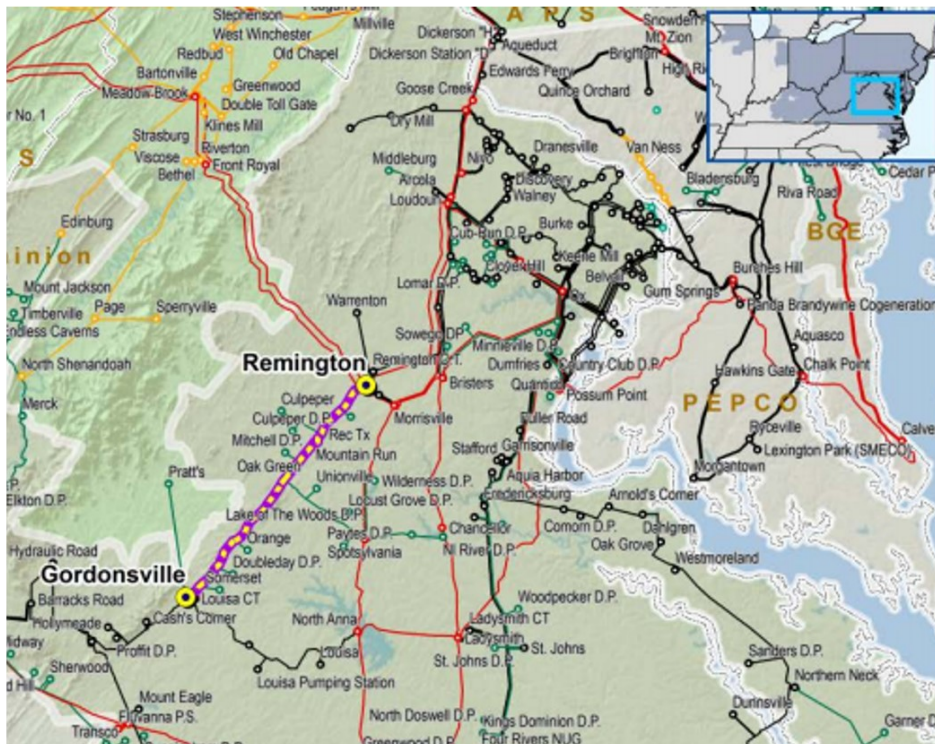 Stephenson
Millville
West Winchester
Redbud
Old Chapel
Bartonville
Greenwood
Meadow Brook
Double Toll Gate
Klines Mill
Strasburg
Riverton
Viscose
Front Royal
Bethel
Edinburg
Mount Jackson
Timberville
Page
Sperryville
Endless Caverns
North Shenandoah
Merck
Dickerson "H"
Aqueduct
Dickerson Station "D"
Edwards Ferry
Goose Creek
Quince Orchard
Brighton
Mt Zion
Dry Mill
Nivo
Dranesville
Van Ness
Middleburg
Arcola
Discovery
Walney
Loudoun
Burke
Bladensburg
Riva Road
Cub Run D.P.
Keene Mill
BGE
Clover Hill
Belvoir
Burches Hill
Lomar D.P.
Ox
Gum Springs
Panda Brandywine Cogeneration
Warrenton
Sowego DP
Aquasco
Minnieville D.P.
Remington
Remington C.T.
Dumfries
Country Club D.P.
Hawkins Gate
Chalk Point
Bristers
Quantico
Possum Point
Culpeper
Morrisville
PEPCO
Culpeper D.P.
Fuller Road
Ryceville
Rec Tx
Stafford
Garrisonville
Lexington Park (SMECO)
Mitchell D.P.
Mountain Run
Oak Green
Aquia Harbor
Morgantown
Pratt's
Unionville
Wilderness D.P.
Elkton D.P.
Locust Grove D.P.
Fredericksburg
Arnold's Corner
Lake of The Woods D.P.
Chancellor
Comorn D.P.
Dahlgren
Orange
Paytes D.P.
Hydraulic Road
Spotsylvania
NI River D.P.
Oak Grove
Doubleday D.P.
Westmoreland
Gordonsville
Somerset
Barracks Road
Louisa CT
Woodpecker D.P.
Cash's Corner
North Anna
Ladysmith CT
Hollymeade
Ladysmith
Proffit D.P.
Louisa
St. Johns
Midway
St. Johns D.P.
Sanders D.P.
Sherwood
Louisa Pumping Station
Northern Neck
Mount Eagle
Fluvanna P.S.
North Doswell D.P.
Kings Dominion D.P.
Dunnsville
Transco
Greenwood D.P.
Four Rivers NUG